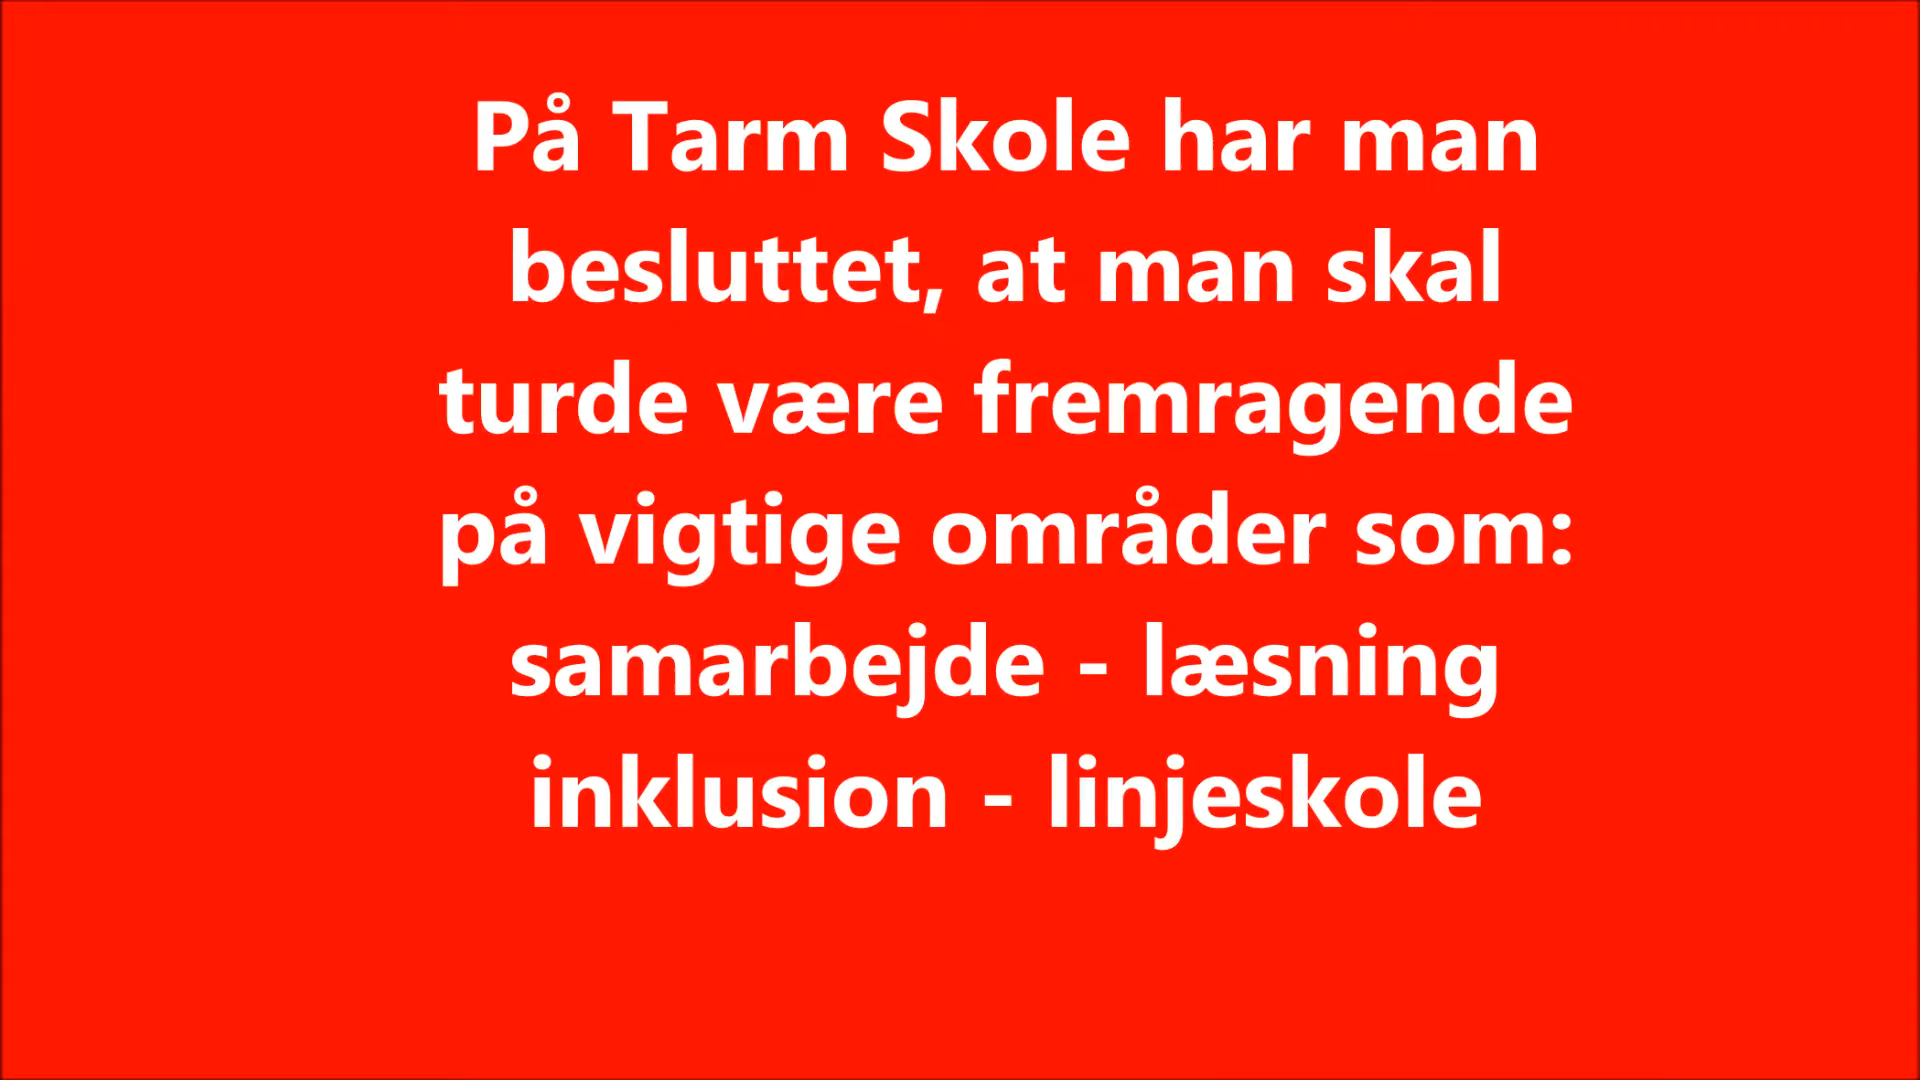 På Tarm Skole har man
besluttet, at man skal
turde være fremragende
på vigtige områder som:
samarbejde - læsning
inklusion - linjeskole